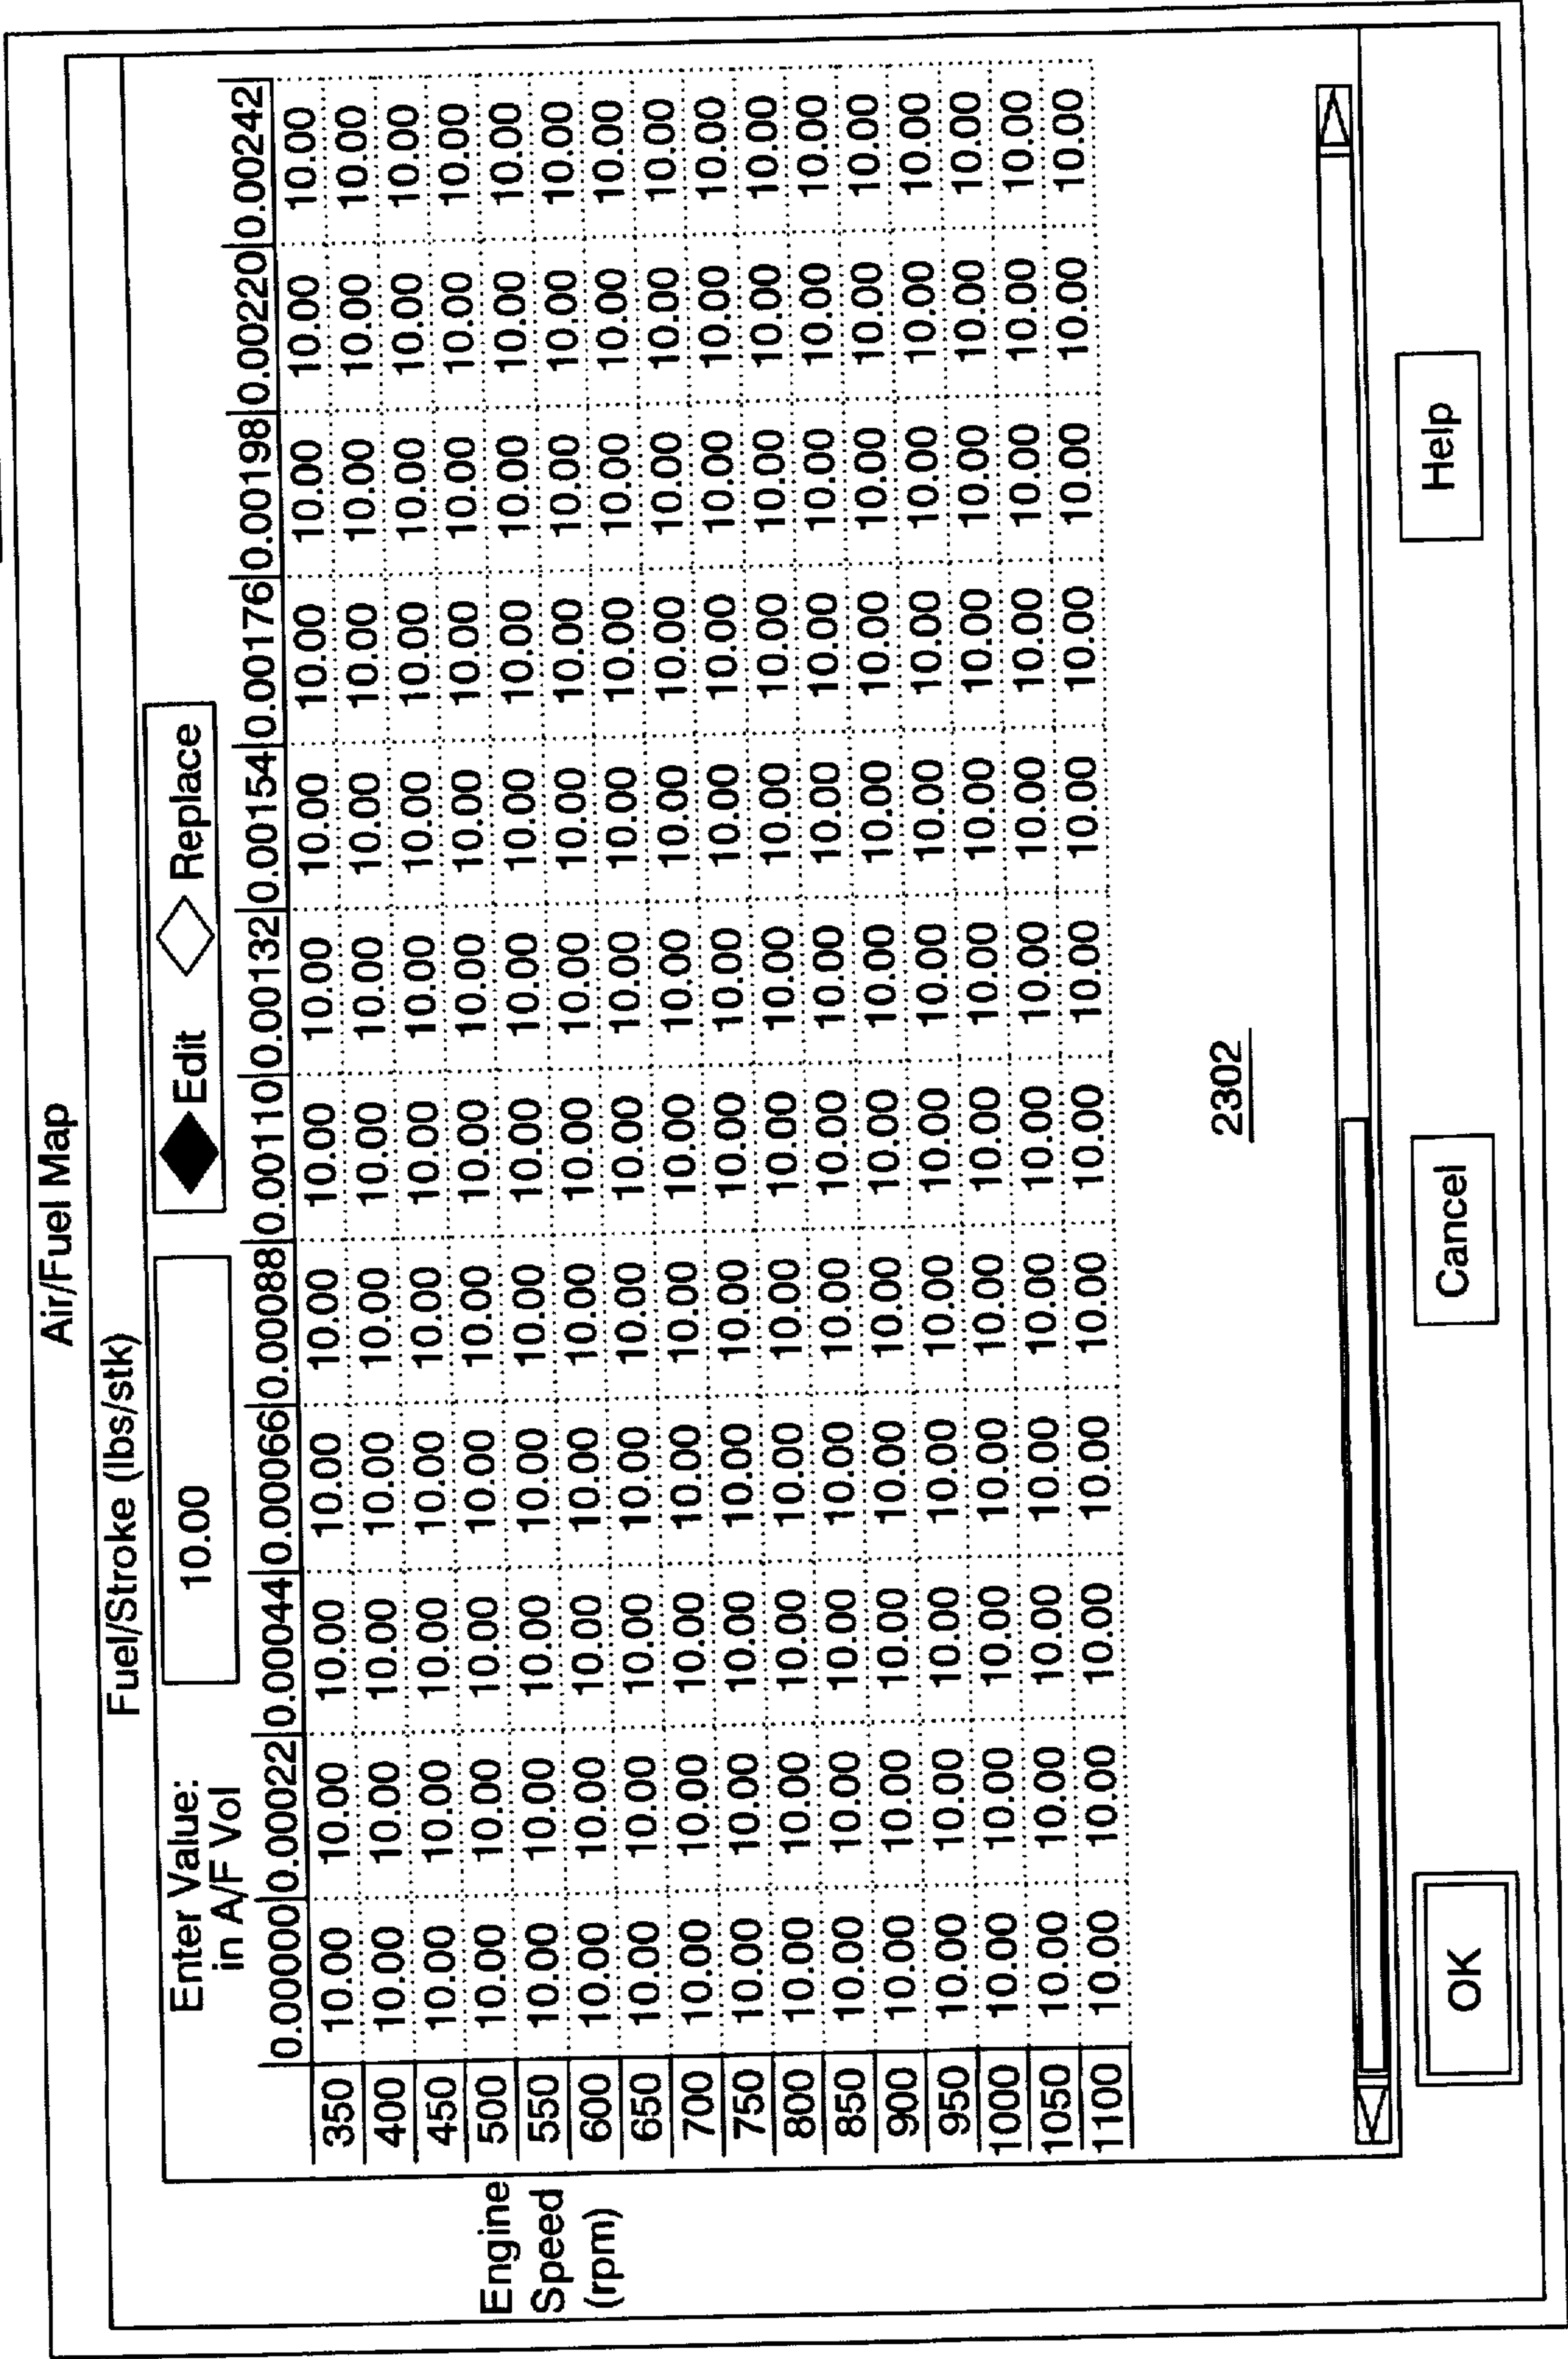 Air/Fuel Map
Fuel/Stroke (lbs/stk)
Enter Value: 10.00 Edit Replace
in A/F Vol
0.00000 0.00022 0.00044 0.00066 0.00088 0.00110 0.00132 0.00154 0.00176 0.00198 0.00220 0.00242
350 10.00 10.00 10.00 10.00 10.00 10.00 10.00 10.00 10.00 10.00 10.00 10.00
400 10.00 10.00 10.00 10.00 10.00 10.00 10.00 10.00 10.00 10.00 10.00 10.00
450 10.00 10.00 10.00 10.00 10.00 10.00 10.00 10.00 10.00 10.00 10.00 10.00
Engine 500 10.00 10.00 10.00 10.00 10.00 10.00 10.00 10.00 10.00 10.00 10.00 10.00
Speed 550 10.00 10.00 10.00 10.00 10.00 10.00 10.00 10.00 10.00 10.00 10.00 10.00
(rpm) 600 10.00 10.00 10.00 10.00 10.00 10.00 10.00 10.00 10.00 10.00 10.00 10.00
650 10.00 10.00 10.00 10.00 10.00 10.00 10.00 10.00 10.00 10.00 10.00 10.00
700 10.00 10.00 10.00 10.00 10.00 10.00 10.00 10.00 10.00 10.00 10.00 10.00
750 10.00 10.00 10.00 10.00 10.00 10.00 10.00 10.00 10.00 10.00 10.00 10.00
800 10.00 10.00 10.00 10.00 10.00 10.00 10.00 10.00 10.00 10.00 10.00 10.00
850 10.00 10.00 10.00 10.00 10.00 10.00 10.00 10.00 10.00 10.00 10.00 10.00
900 10.00 10.00 10.00 10.00 10.00 10.00 10.00 10.00 10.00 10.00 10.00 10.00
950 10.00 10.00 10.00 10.00 10.00 10.00 10.00 10.00 10.00 10.00 10.00 10.00
1000 10.00 10.00 10.00 10.00 10.00 10.00 10.00 10.00 10.00 10.00 10.00 10.00
1050 10.00 10.00 10.00 10.00 10.00 10.00 10.00 10.00 10.00 10.00 10.00 10.00
1100 10.00 10.00 10.00 10.00 10.00 10.00 10.00 10.00 10.00 10.00 10.00 10.00
2302
OK Cancel Help